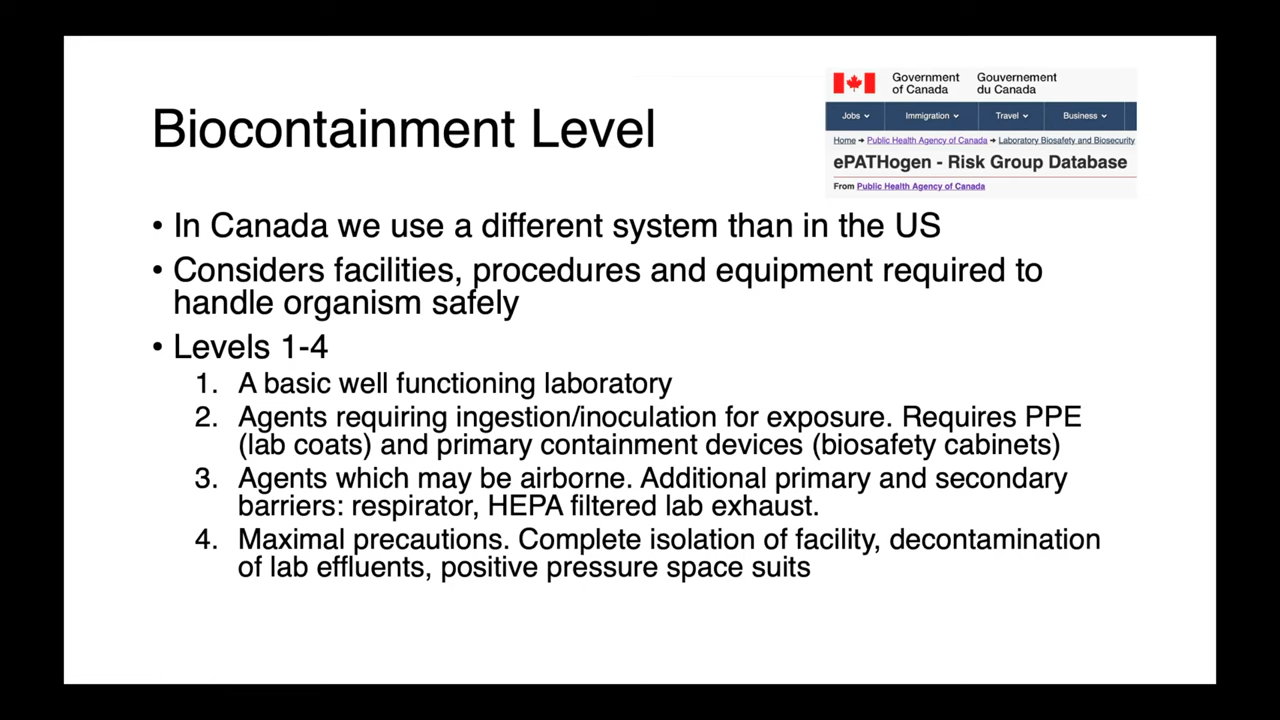 Biocontainment Level
Government of Canada
Gouvernement du Canada
Jobs Immigration Travel Business
Home → Public Health Agency of Canada → Laboratory Biosafety and Biosecurity
ePATHogen - Risk Group Database
From Public Health Agency of Canada
• In Canada we use a different system than in the US
• Considers facilities, procedures and equipment required to
handle organism safely
• Levels 1-4
1. A basic well functioning laboratory
2. Agents requiring ingestion/inoculation for exposure. Requires PPE
(lab coats) and primary containment devices (biosafety cabinets)
3. Agents which may be airborne. Additional primary and secondary
barriers: respirator, HEPA filtered lab exhaust.
4. Maximal precautions. Complete isolation of facility, decontamination
of lab effluents, positive pressure space suits